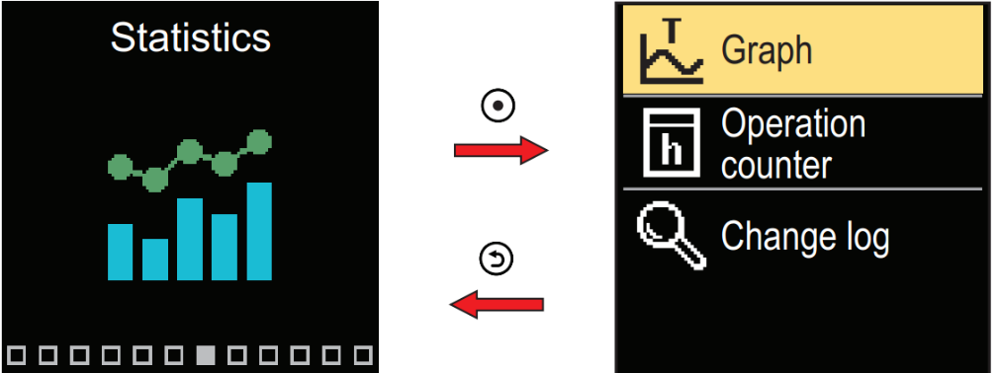 Statistics
T
Graph
h
Operation
counter
Change log